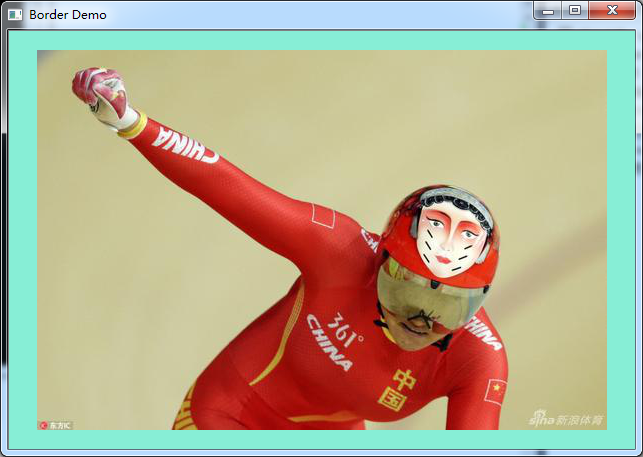 Border Demo
CHINA
CH
361°
CHINA
CHINA
中
国
东方IC
sina新浪体育